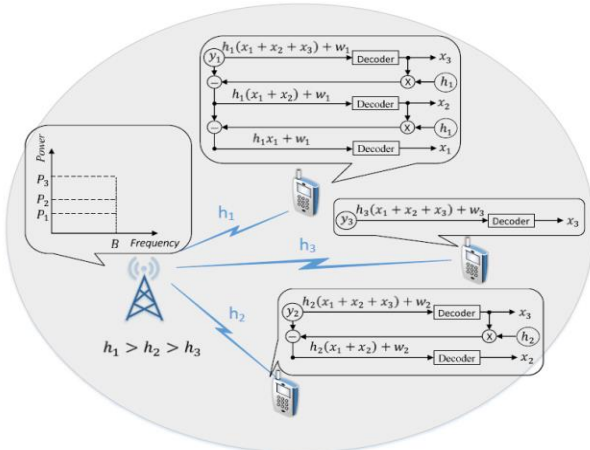 y₁
h₁(x₁ + x₂ + x₃) + w₁
Decoder
x₃
−
X
h₁
h₁(x₁ + x₂) + w₁
Decoder
x₂
−
X
h₁
h₁x₁ + w₁
Decoder
x₁
Power
P₃
P₂
P₁
B
Frequency
h₁
h₃
h₂
y₃
h₃(x₁ + x₂ + x₃) + w₃
Decoder
x₃
h₁ > h₂ > h₃
y₂
h₂(x₁ + x₂ + x₃) + w₂
Decoder
x₃
−
X
h₂
h₂(x₁ + x₂) + w₂
Decoder
x₂